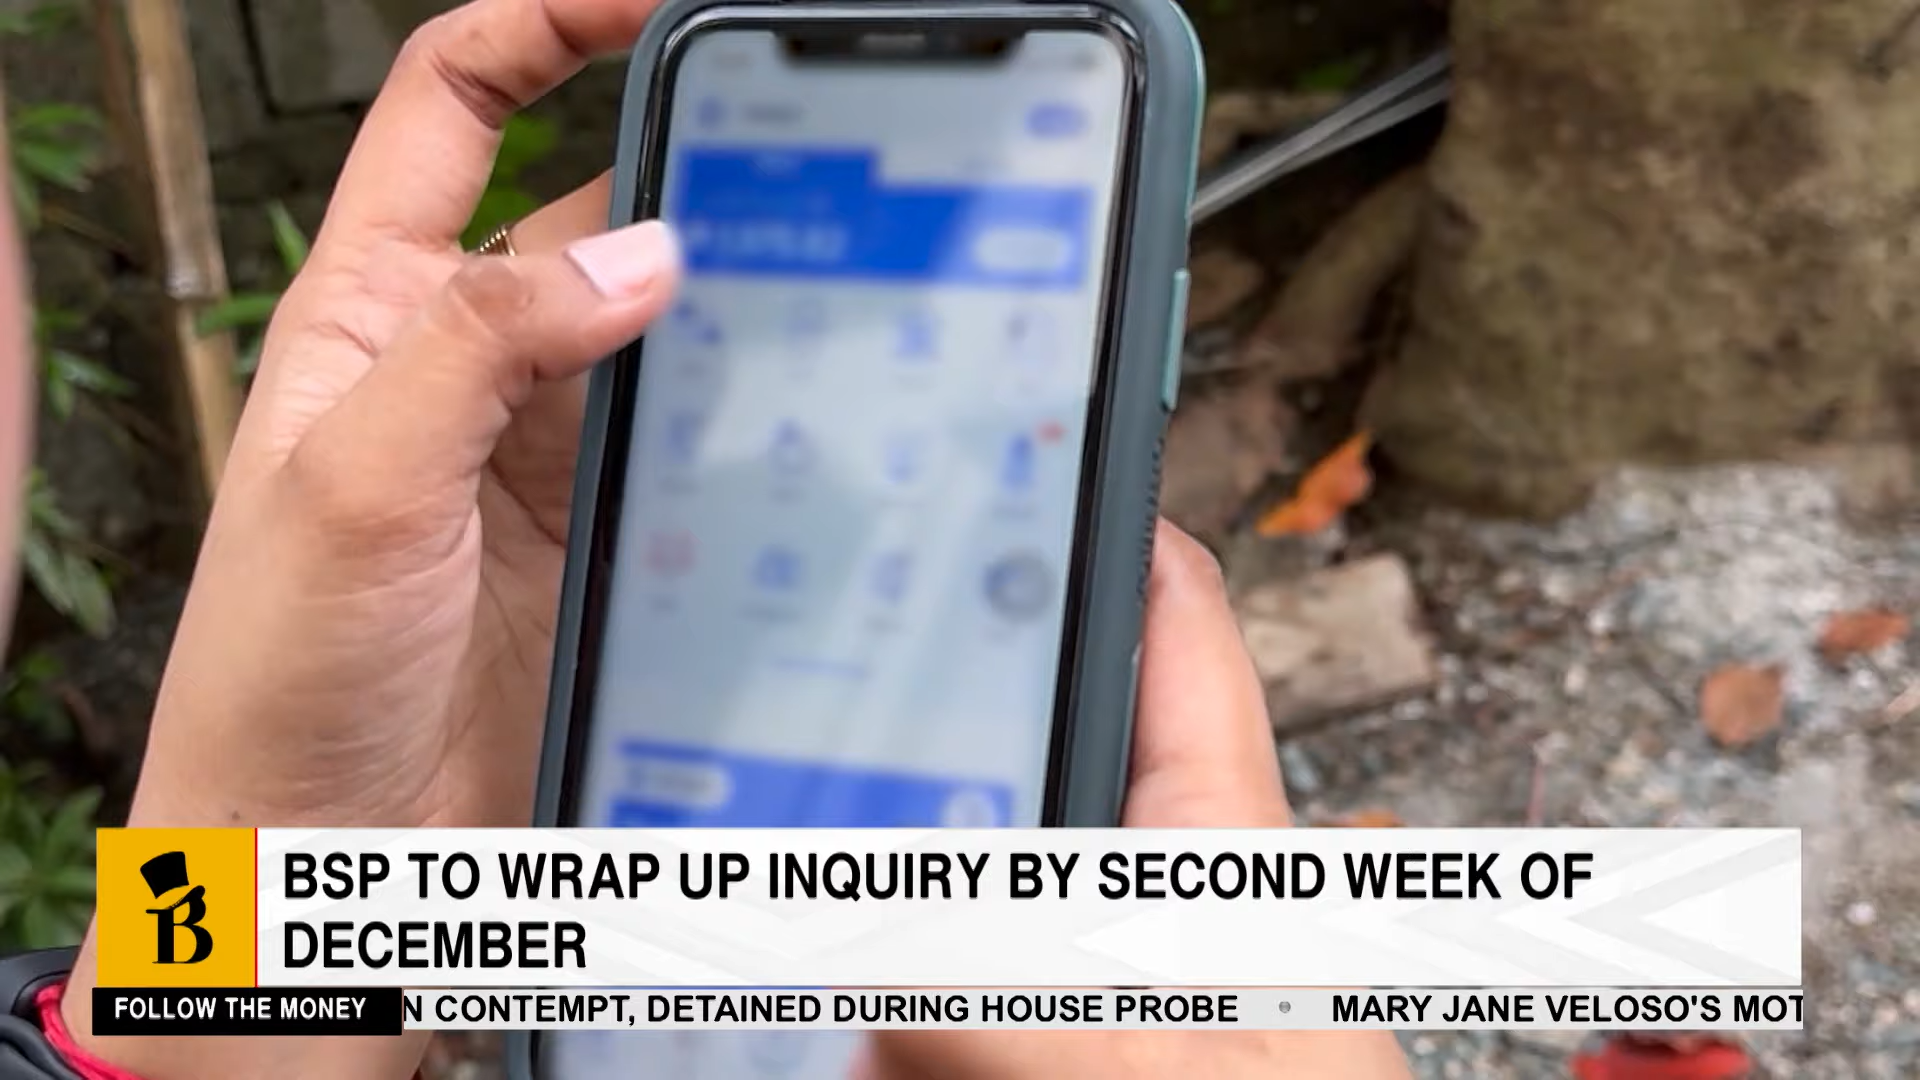 BSP TO WRAP UP INQUIRY BY SECOND WEEK OF
DECEMBER
B
FOLLOW THE MONEY
N CONTEMPT, DETAINED DURING HOUSE PROBE • MARY JANE VELOSO'S MOT